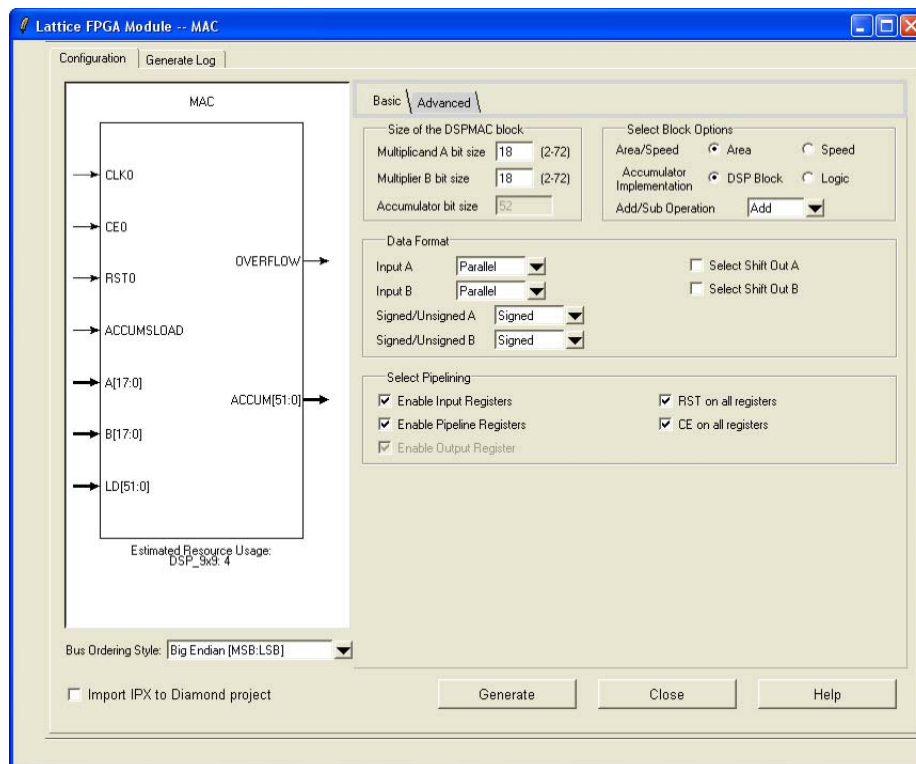 Lattice FPGA Module -- MAC
Configuration Generate Log
MAC
CLK0
CE0
RST0
ACCUMSLOAD
A[17:0]
B[17:0]
LD[51:0]
OVERFLOW
ACCUM[51:0]
Estimated Resource Usage:
DSP_9x9: 4
Bus Ordering Style: Big Endian [MSB:LSB]
Basic Advanced
Size of the DSPMAC block
Multiplicand A bit size 18 (2-72)
Multiplier B bit size 18 (2-72)
Accumulator bit size 52
Select Block Options
Area/Speed Area Speed
Accumulator Implementation DSP Block Logic
Add/Sub Operation Add
Data Format
Input A Parallel Select Shift Out A
Input B Parallel Select Shift Out B
Signed/Unsigned A Signed
Signed/Unsigned B Signed
Select Pipelining
Enable Input Registers RST on all registers
Enable Pipeline Registers CE on all registers
Enable Output Register
Import IPX to Diamond project
Generate Close Help